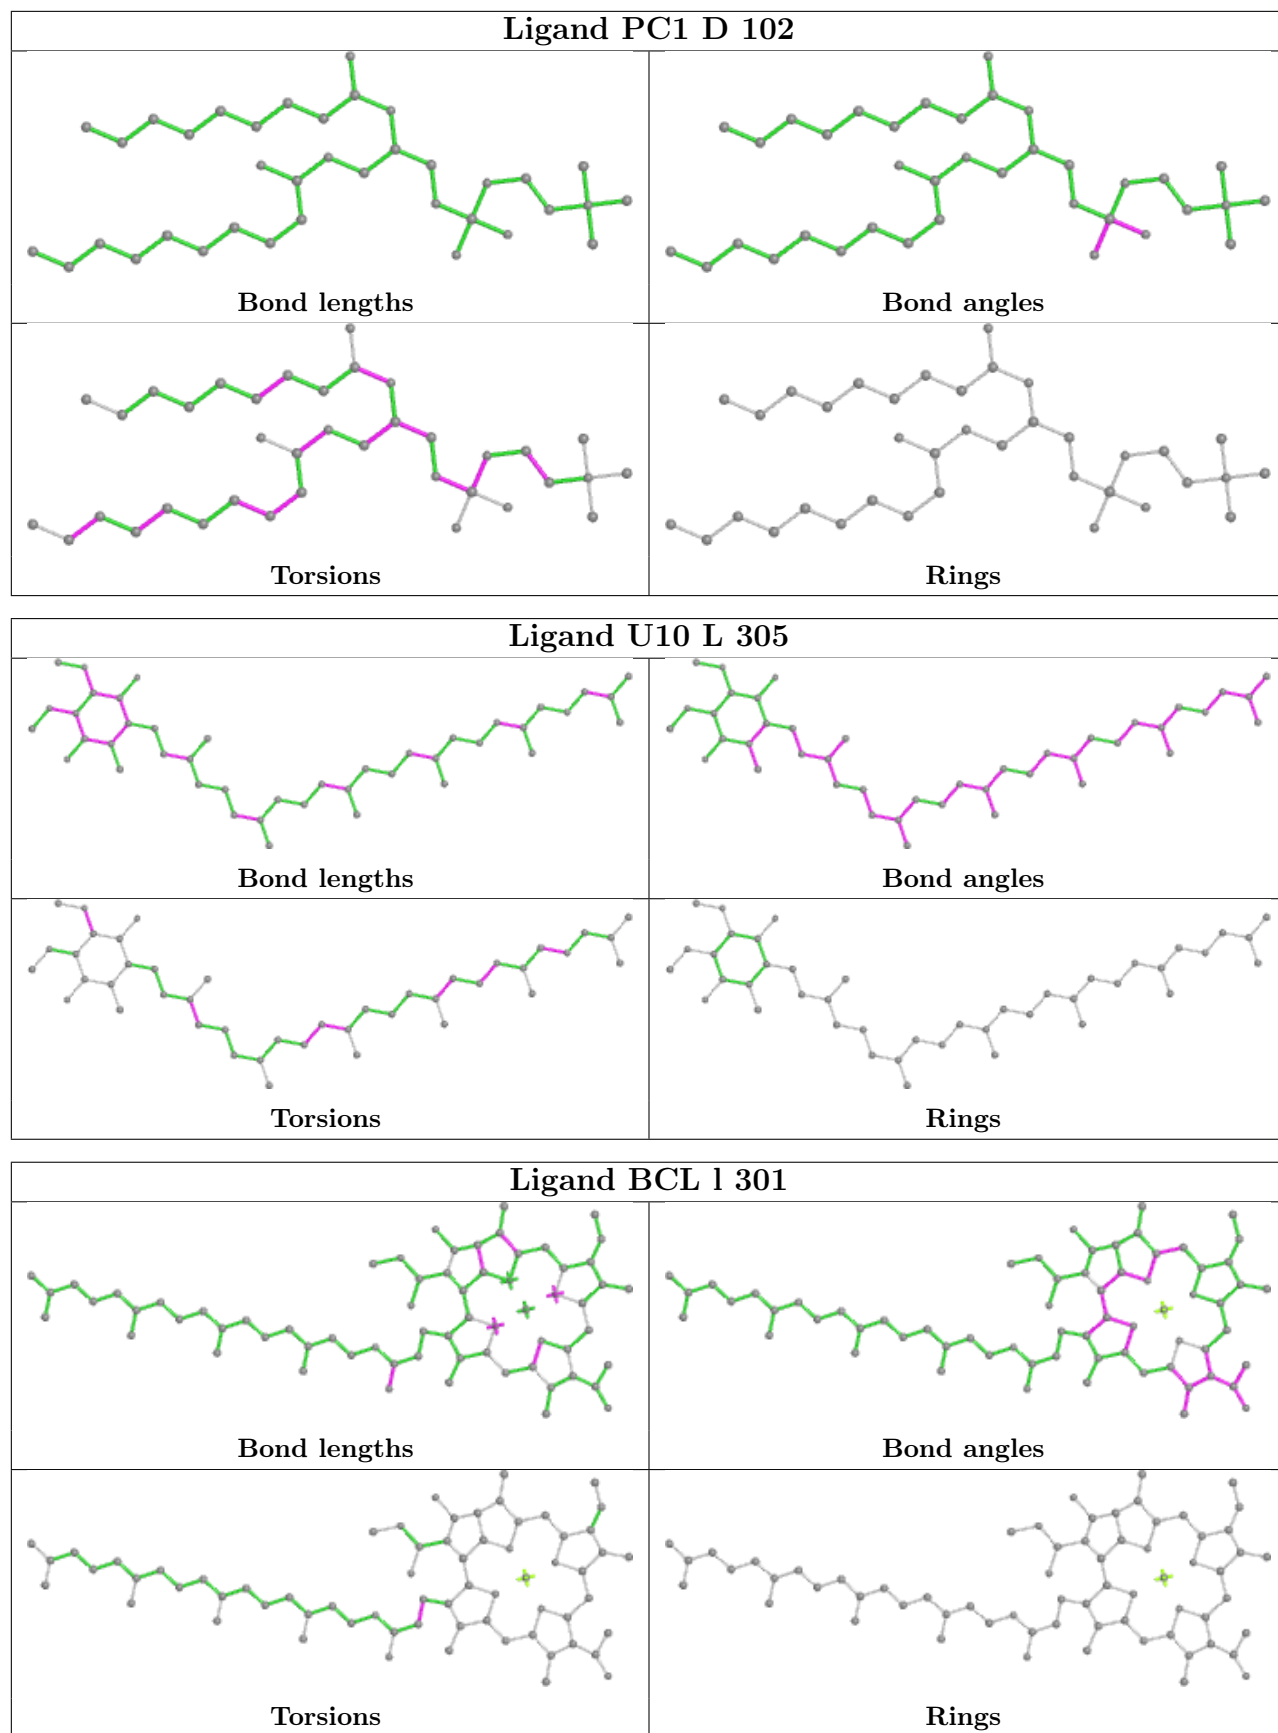 Ligand PC1 D 102
Bond lengths
Bond angles
Torsions
Rings
Ligand U10 L 305
Bond lengths
Bond angles
Torsions
Rings
Ligand BCL l 301
Bond lengths
Bond angles
Torsions
Rings